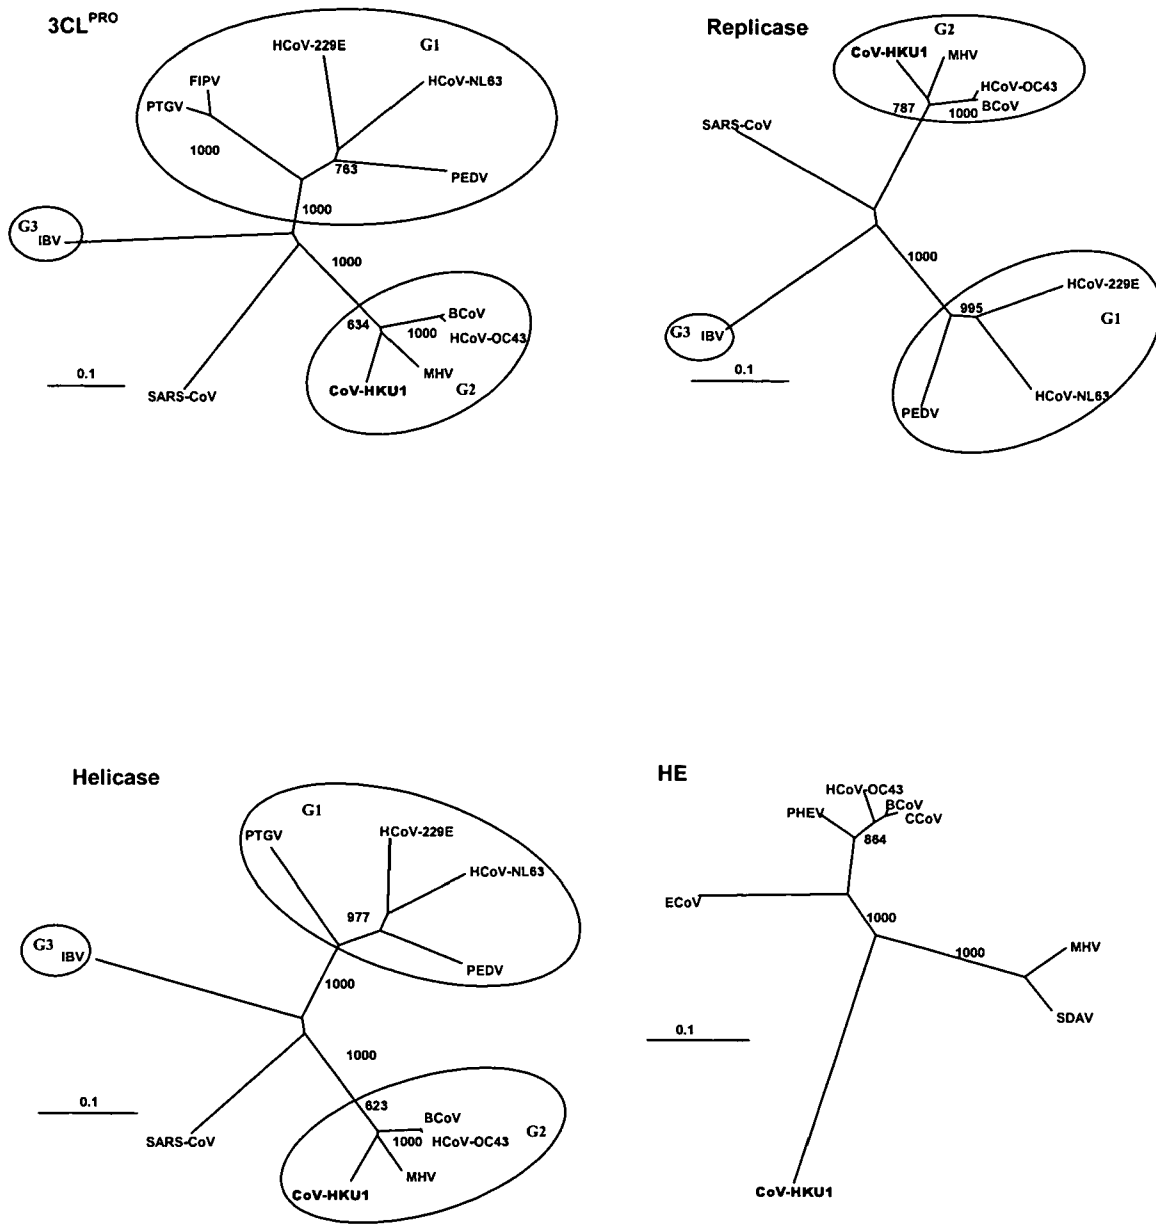 3CL^PRO
HCoV-229E
G1
FIPV
HCoV-NL63
PTGV
1000
763
PEDV
1000
G3
IBV
1000
BCoV
634
1000
HCoV-OC43
MHV
0.1
CoV-HKU1
G2
SARS-CoV
Replicase
G2
CoV-HKU1
MHV
HCoV-OC43
787
1000
BCoV
SARS-CoV
1000
HCoV-229E
995
G1
G3
IBV
0.1
HCoV-NL63
PEDV
Helicase
G1
PTGV
HCoV-229E
HCoV-NL63
977
G3
IBV
PEDV
1000
1000
0.1
623
BCoV
G2
SARS-CoV
1000
HCoV-OC43
MHV
CoV-HKU1
HE
HCoV-OC43
BCoV
PHEV
CCoV
864
ECoV
1000
1000
MHV
SDAV
0.1
CoV-HKU1